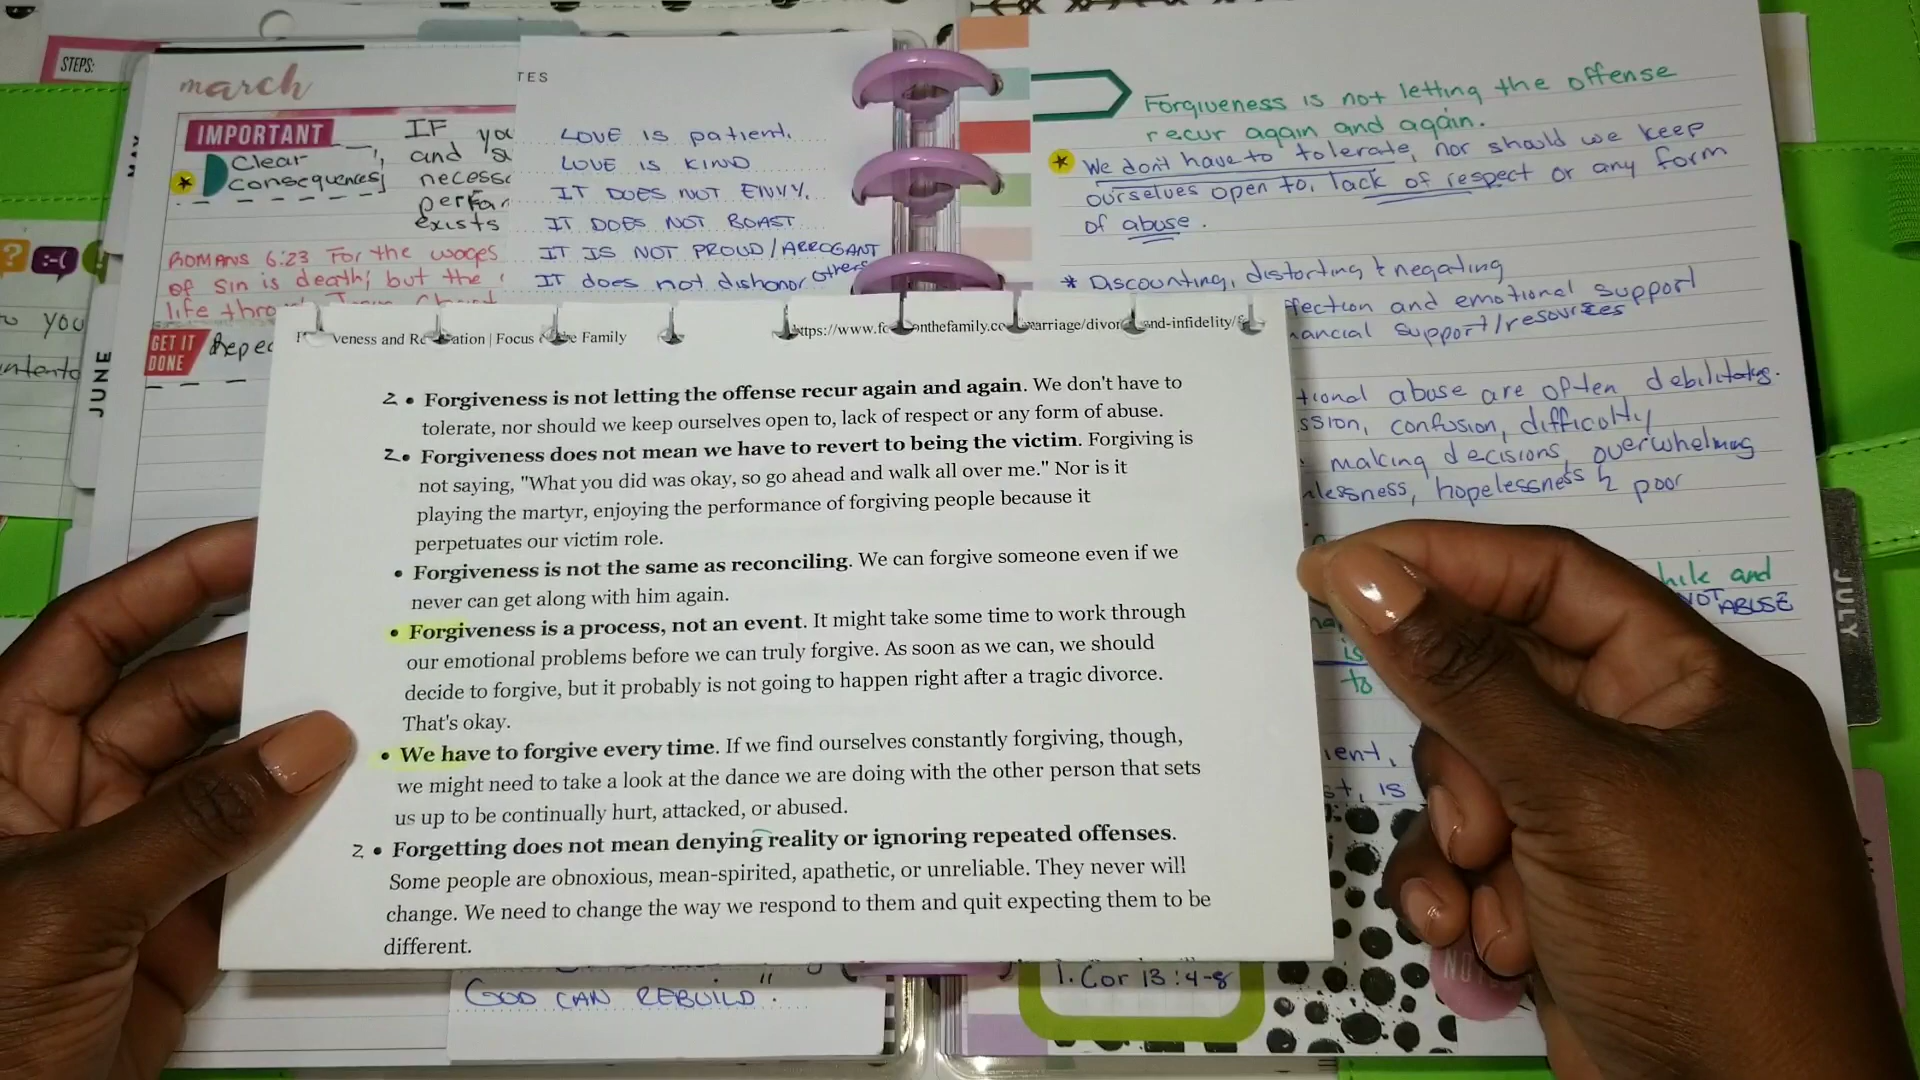 STEPS:
march
IMPORTANT
Clear
consequences
IF
and
necess
exists
ROMANS 6:23 For the wages
of sin is death; but the
life
GET IT
DONE
JUNE
LOVE is patient.
LOVE IS KIND
IT DOES NOT ENVY.
IT DOES NOT BOAST
IT IS NOT PROUD/ARROGANT
IT does not dishonor others
Forgiveness is not letting the offense
recur again and again.
We don't have to tolerate, nor should we keep
ourselves open to, lack of respect or any form
of abuse.
* Discounting, distorting & negating
and emotional support
support/resources
abuse are often
confusion, difficulty
making decisions, overwhelming
hopelessness & poor
and
NOT ABUSE
is
to
is
JULY
and Focus Family
https://www.fc onthefamily.co arriage/divor and-infidelity/
2 • Forgiveness is not letting the offense recur again and again. We don't have to
tolerate, nor should we keep ourselves open to, lack of respect or any form of abuse.
2 • Forgiveness does not mean we have to revert to being the victim. Forgiving is
not saying, "What you did was okay, so go ahead and walk all over me." Nor is it
playing the martyr, enjoying the performance of forgiving people because it
perpetuates our victim role.
• Forgiveness is not the same as reconciling. We can forgive someone even if we
never can get along with him again.
• Forgiveness is a process, not an event. It might take some time to work through
our emotional problems before we can truly forgive. As soon as we can, we should
decide to forgive, but it probably is not going to happen right after a tragic divorce.
That's okay.
• We have to forgive every time. If we find ourselves constantly forgiving, though,
we might need to take a look at the dance we are doing with the other person that sets
us up to be continually hurt, attacked, or abused.
2 • Forgetting does not mean denying reality or ignoring repeated offenses.
Some people are obnoxious, mean-spirited, apathetic, or unreliable. They never will
change. We need to change the way we respond to them and quit expecting them to be
different.
GOD CAN REBUILD."
1. Cor 13:4-8